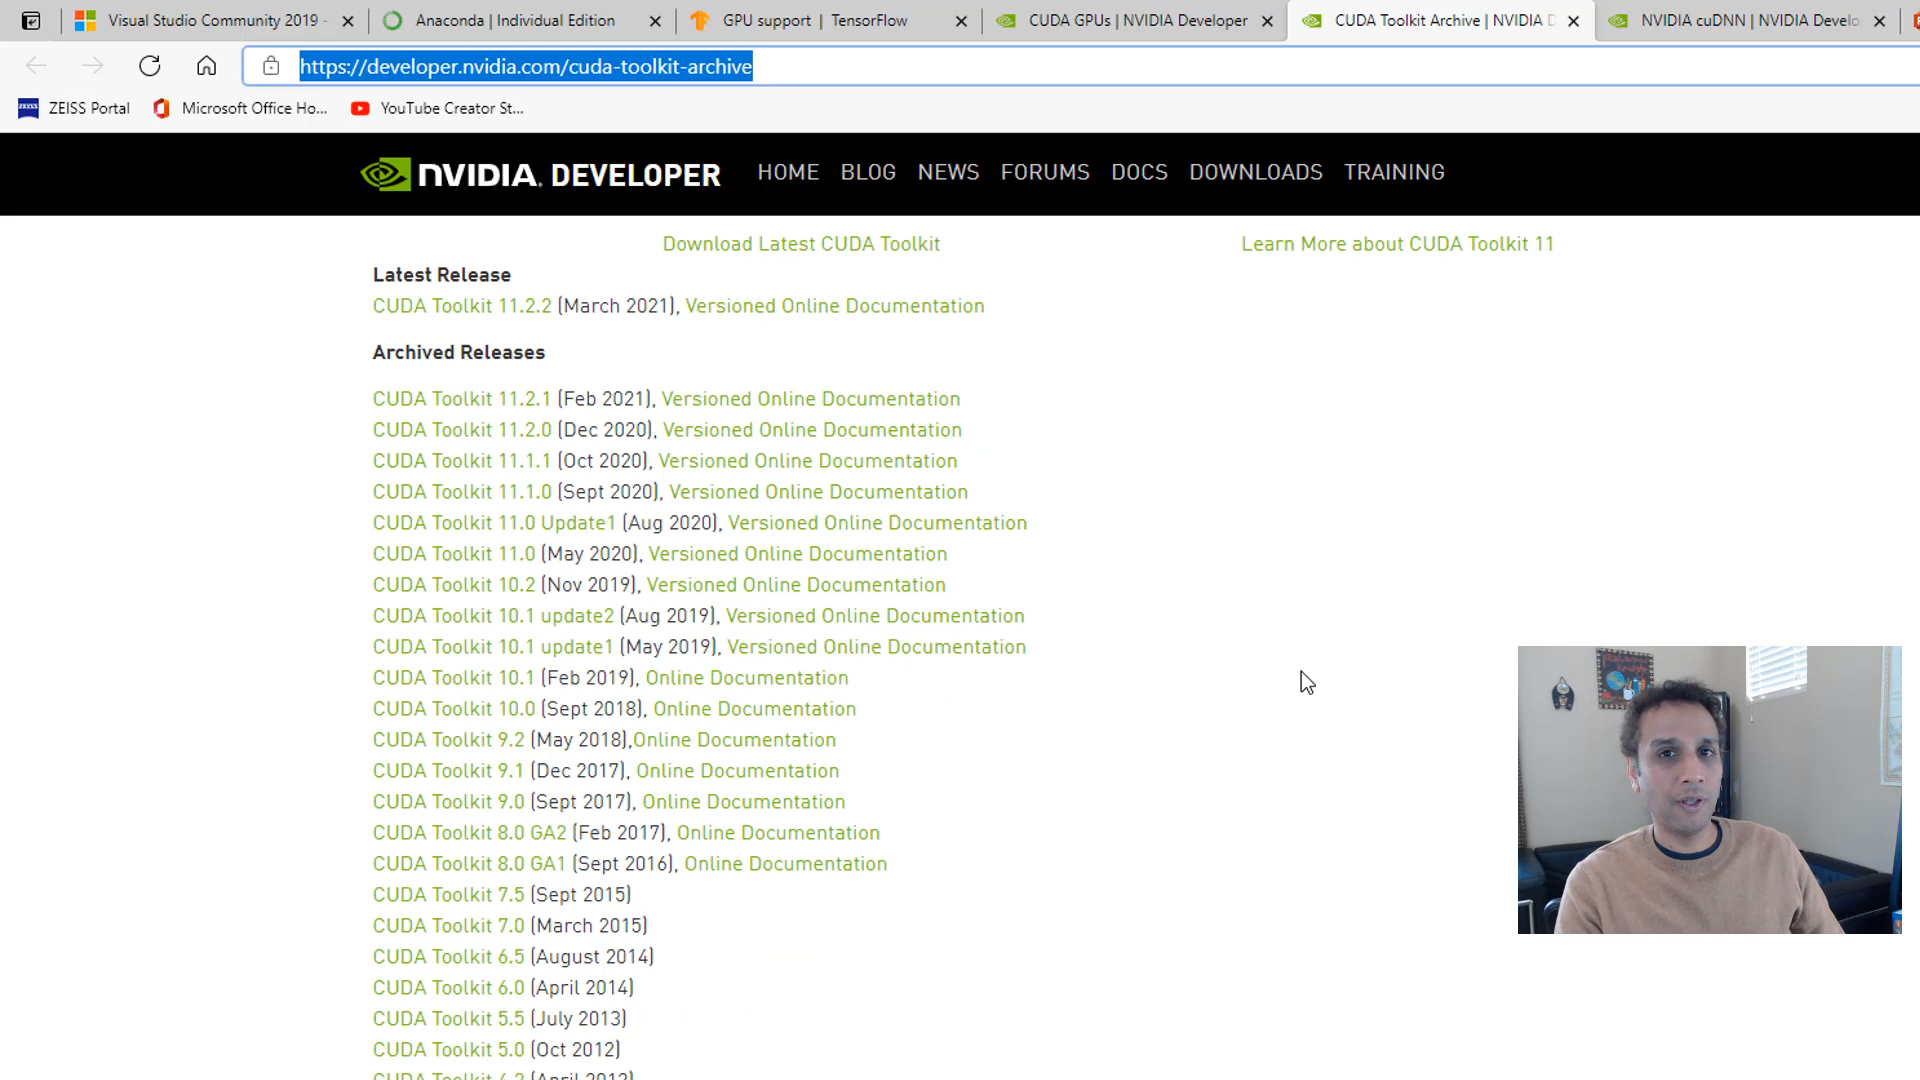 Visual Studio Community 2019 -
Anaconda | Individual Edition
GPU support | TensorFlow
CUDA GPUs | NVIDIA Developer
CUDA Toolkit Archive | NVIDIA D
NVIDIA cuDNN | NVIDIA Develo
https://developer.nvidia.com/cuda-toolkit-archive
ZEISS Portal
Microsoft Office Ho...
YouTube Creator St...
NVIDIA. DEVELOPER
HOME BLOG NEWS FORUMS DOCS DOWNLOADS TRAINING
Download Latest CUDA Toolkit
Learn More about CUDA Toolkit 11
Latest Release
CUDA Toolkit 11.2.2 (March 2021), Versioned Online Documentation
Archived Releases
CUDA Toolkit 11.2.1 (Feb 2021), Versioned Online Documentation
CUDA Toolkit 11.2.0 (Dec 2020), Versioned Online Documentation
CUDA Toolkit 11.1.1 (Oct 2020), Versioned Online Documentation
CUDA Toolkit 11.1.0 (Sept 2020), Versioned Online Documentation
CUDA Toolkit 11.0 Update1 (Aug 2020), Versioned Online Documentation
CUDA Toolkit 11.0 (May 2020), Versioned Online Documentation
CUDA Toolkit 10.2 (Nov 2019), Versioned Online Documentation
CUDA Toolkit 10.1 update2 (Aug 2019), Versioned Online Documentation
CUDA Toolkit 10.1 update1 (May 2019), Versioned Online Documentation
CUDA Toolkit 10.1 (Feb 2019), Online Documentation
CUDA Toolkit 10.0 (Sept 2018), Online Documentation
CUDA Toolkit 9.2 (May 2018),Online Documentation
CUDA Toolkit 9.1 (Dec 2017), Online Documentation
CUDA Toolkit 9.0 (Sept 2017), Online Documentation
CUDA Toolkit 8.0 GA2 (Feb 2017), Online Documentation
CUDA Toolkit 8.0 GA1 (Sept 2016), Online Documentation
CUDA Toolkit 7.5 (Sept 2015)
CUDA Toolkit 7.0 (March 2015)
CUDA Toolkit 6.5 (August 2014)
CUDA Toolkit 6.0 (April 2014)
CUDA Toolkit 5.5 (July 2013)
CUDA Toolkit 5.0 (Oct 2012)
CUDA Toolkit 4.2 (April 2012)